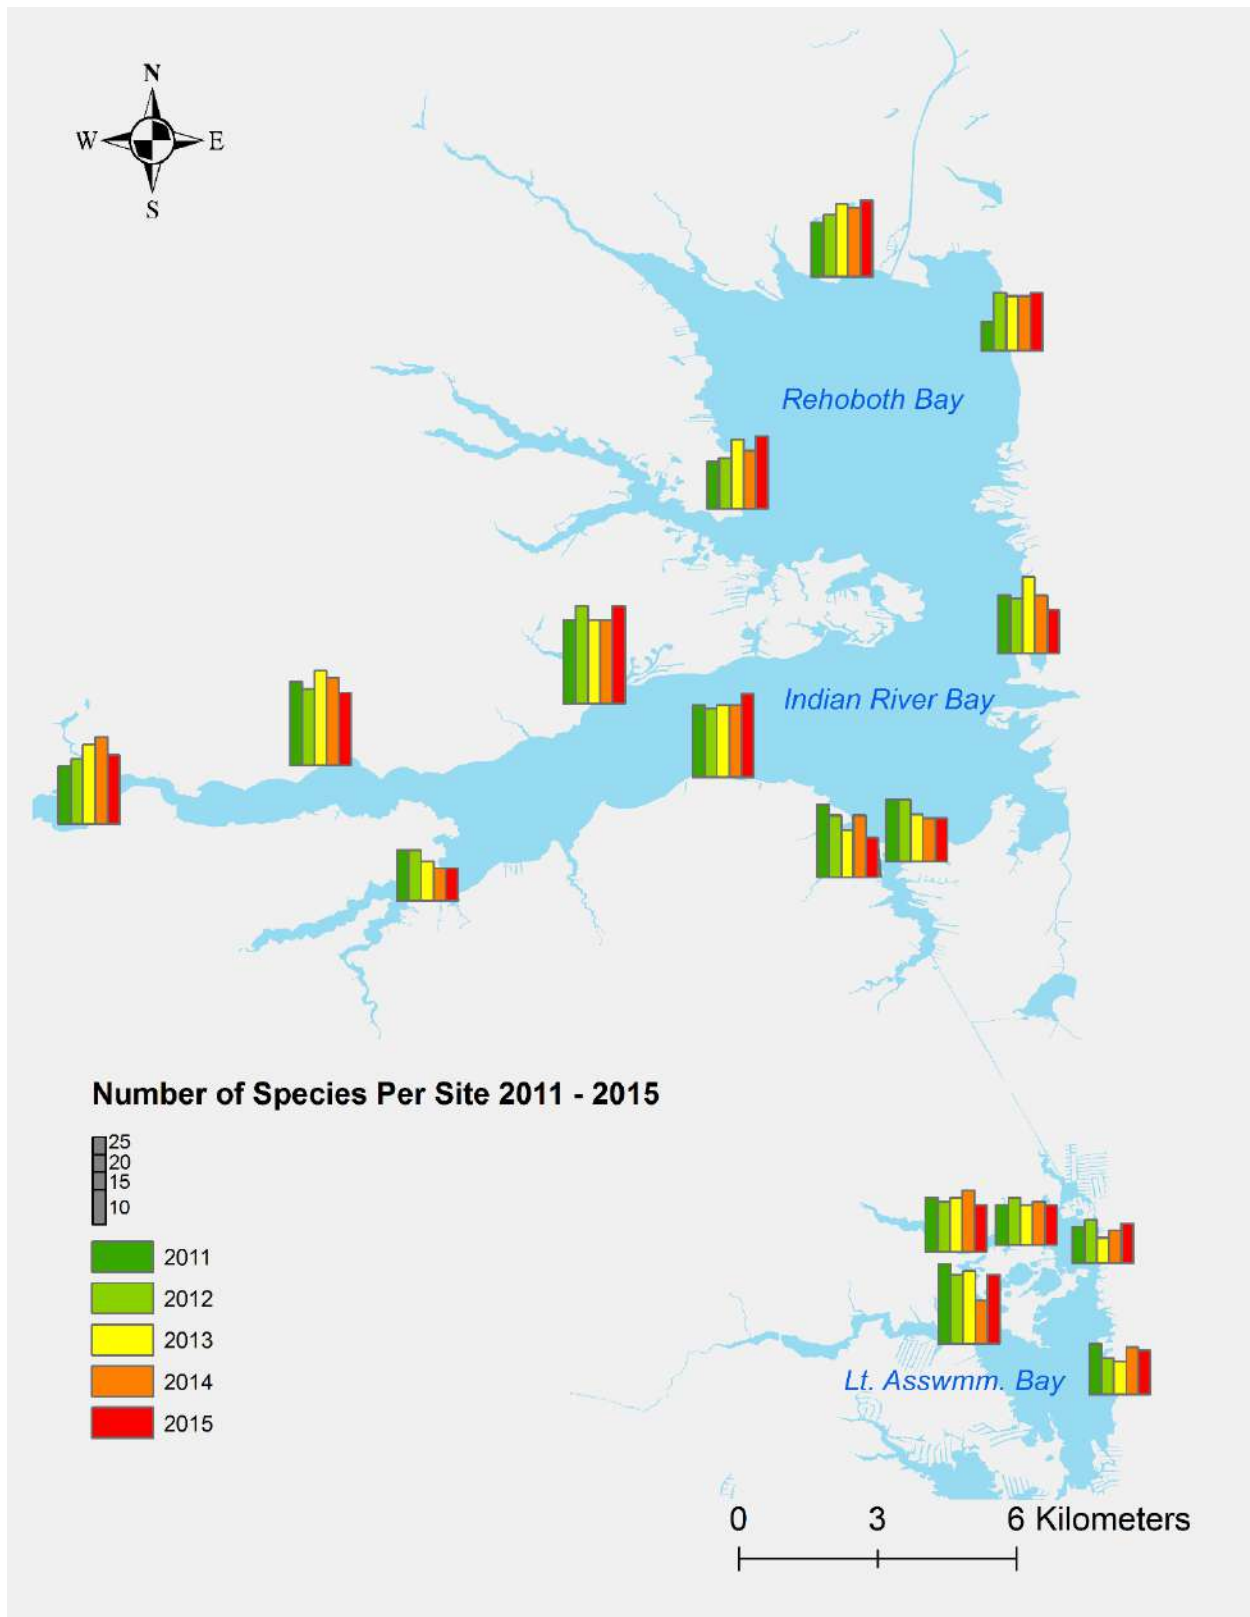 N
W E
S
Rehoboth Bay
Indian River Bay
Number of Species Per Site 2011 - 2015
25
20
15
10
2011
2012
2013
2014
2015
Lt. Asswmm. Bay
0 3 6 Kilometers